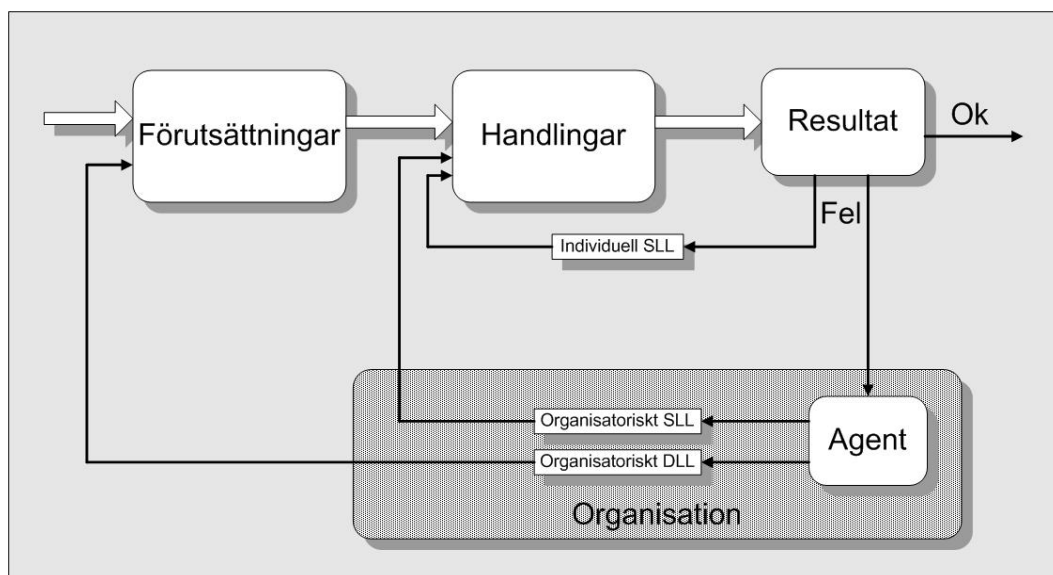 Förutsättningar
Handlingar
Resultat
Ok
Fel
Individuell SLL
Organisatoriskt SLL
Organisatoriskt DLL
Agent
Organisation